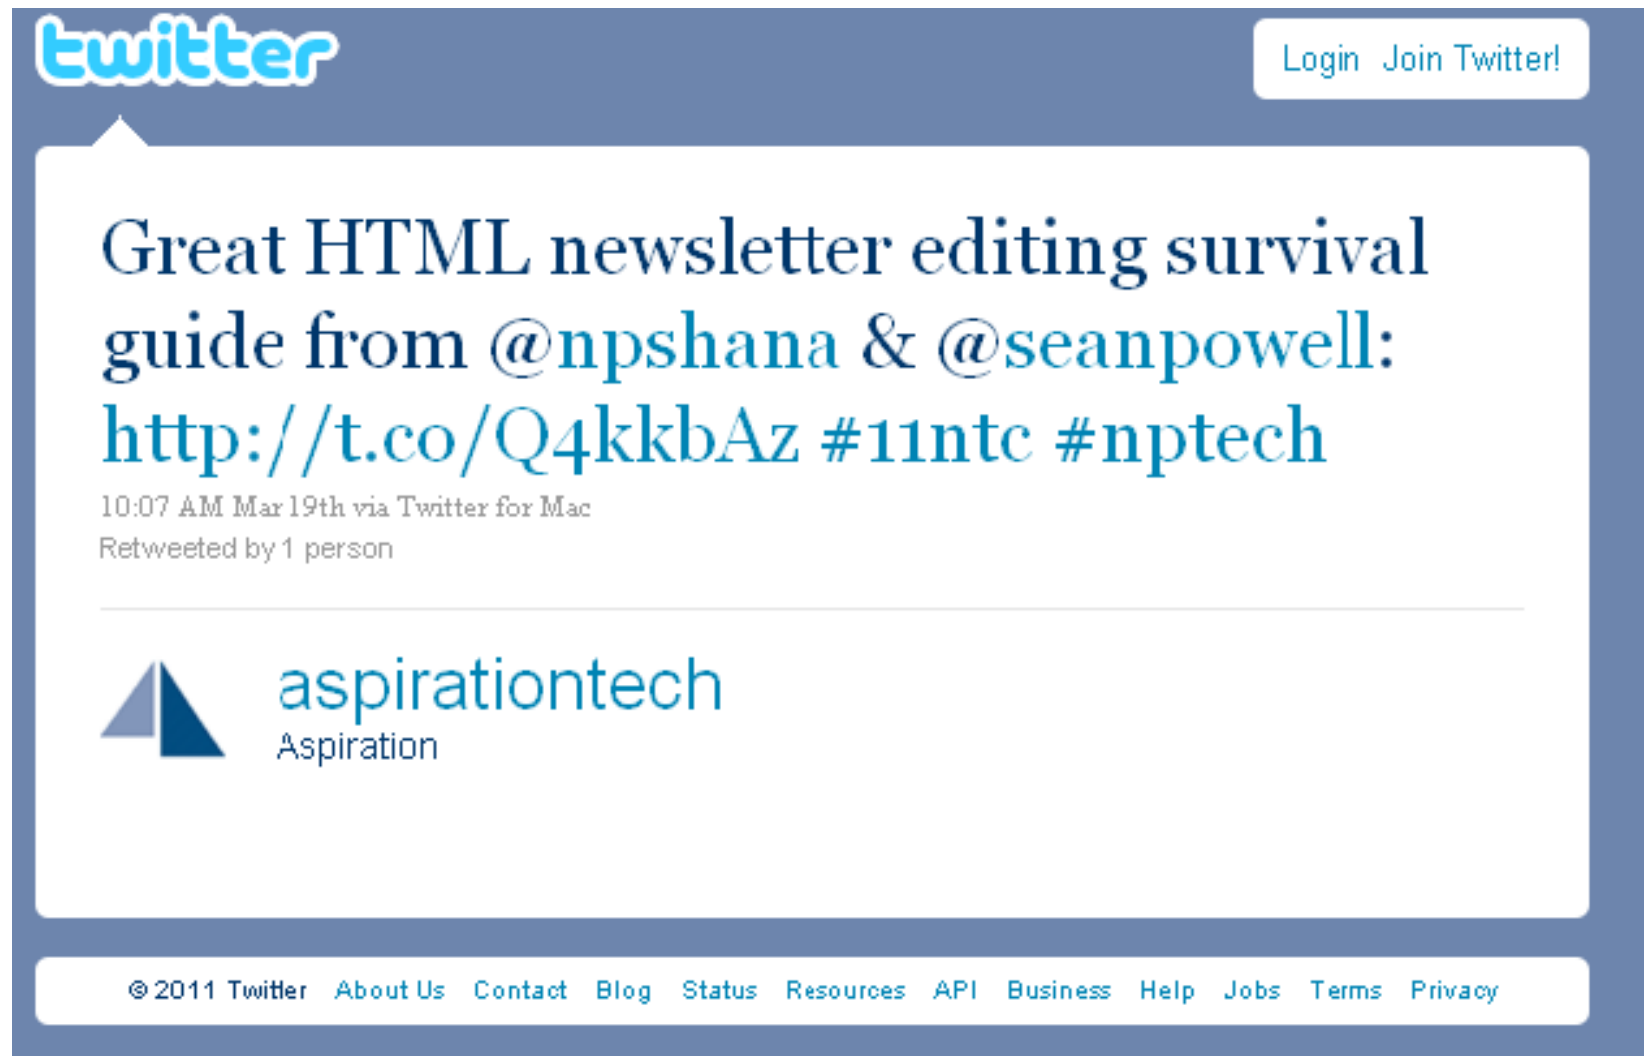 twitter
Login Join Twitter!
Great HTML newsletter editing survival
guide from @npshana & @seanpowell:
http://t.co/Q4kkbAz #11ntc #nptech
10:07 AM Mar 19th via Twitter for Mac
Retweeted by 1 person
aspirationtech
Aspiration
© 2011 Twitter About Us Contact Blog Status Resources API Business Help Jobs Terms Privacy